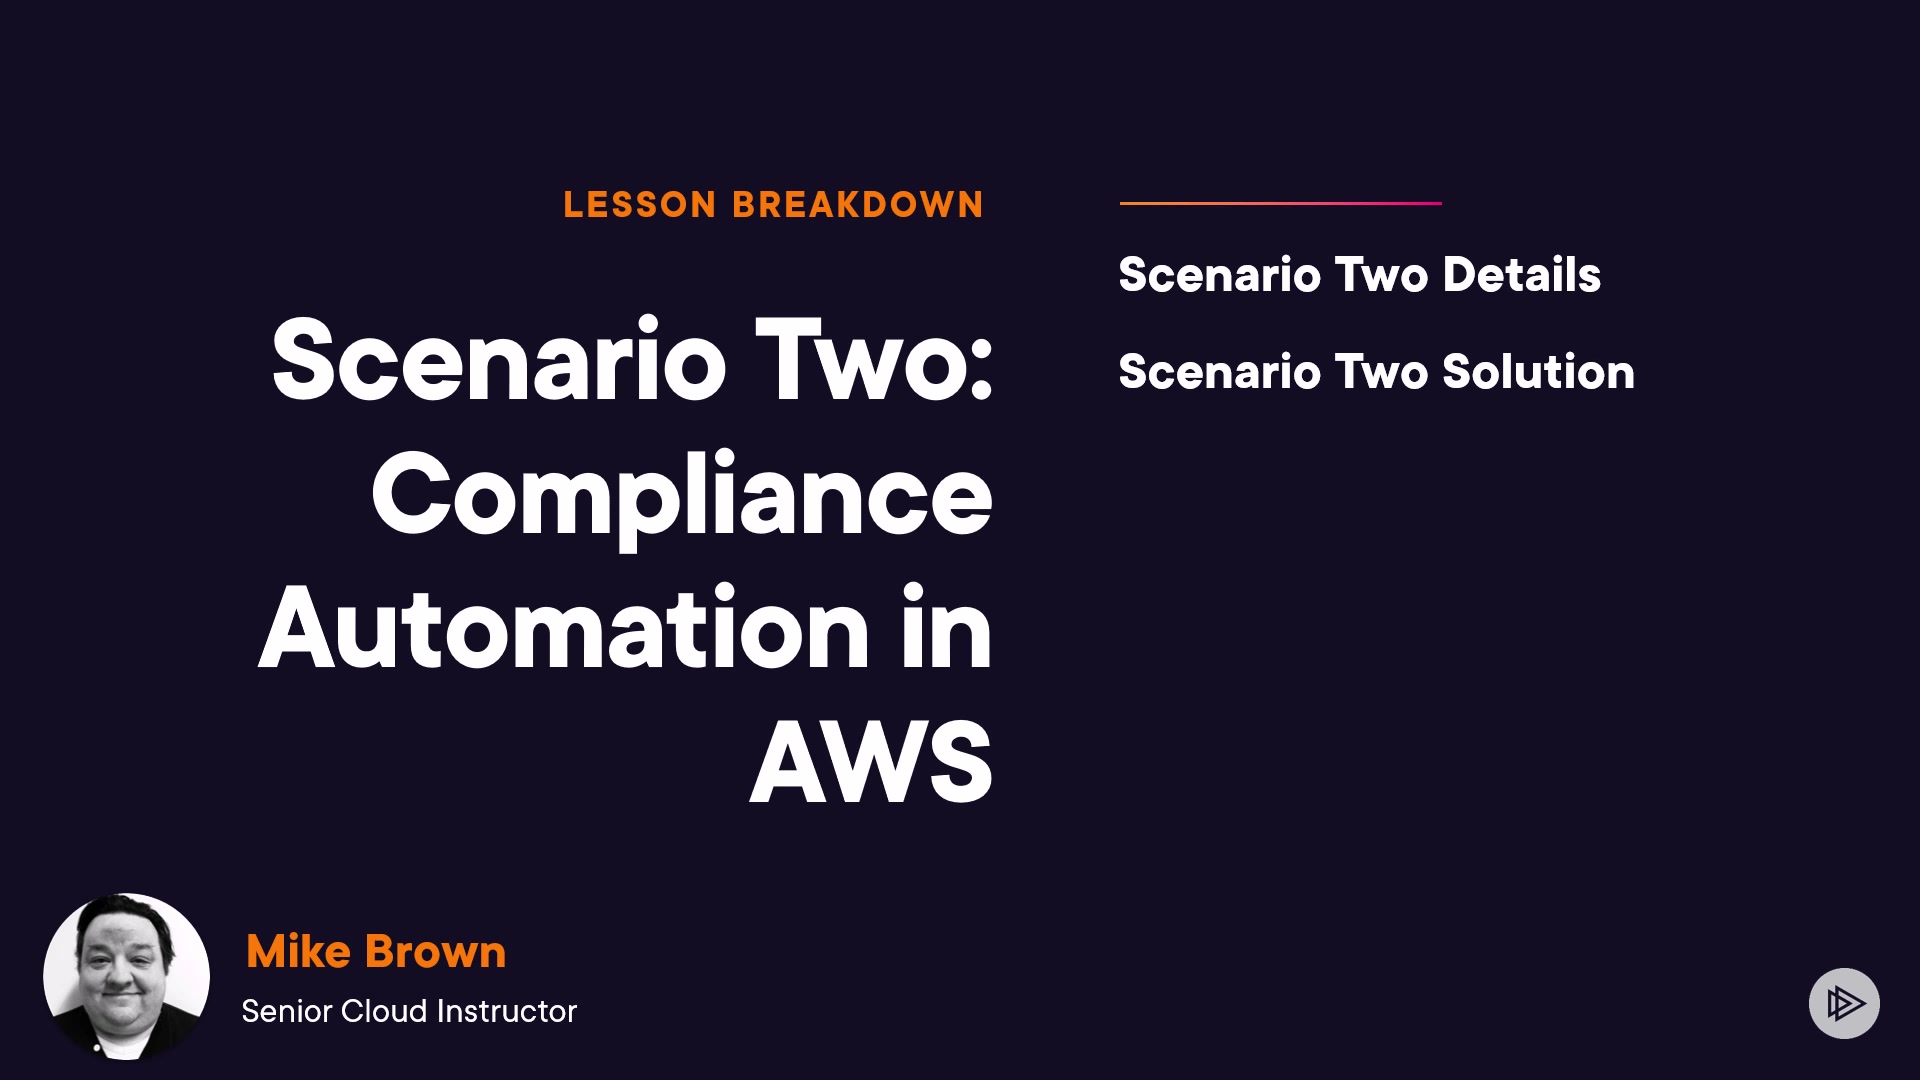 LESSON BREAKDOWN
Scenario Two:
Compliance
Automation in
AWS
Scenario Two Details
Scenario Two Solution
Mike Brown
Senior Cloud Instructor